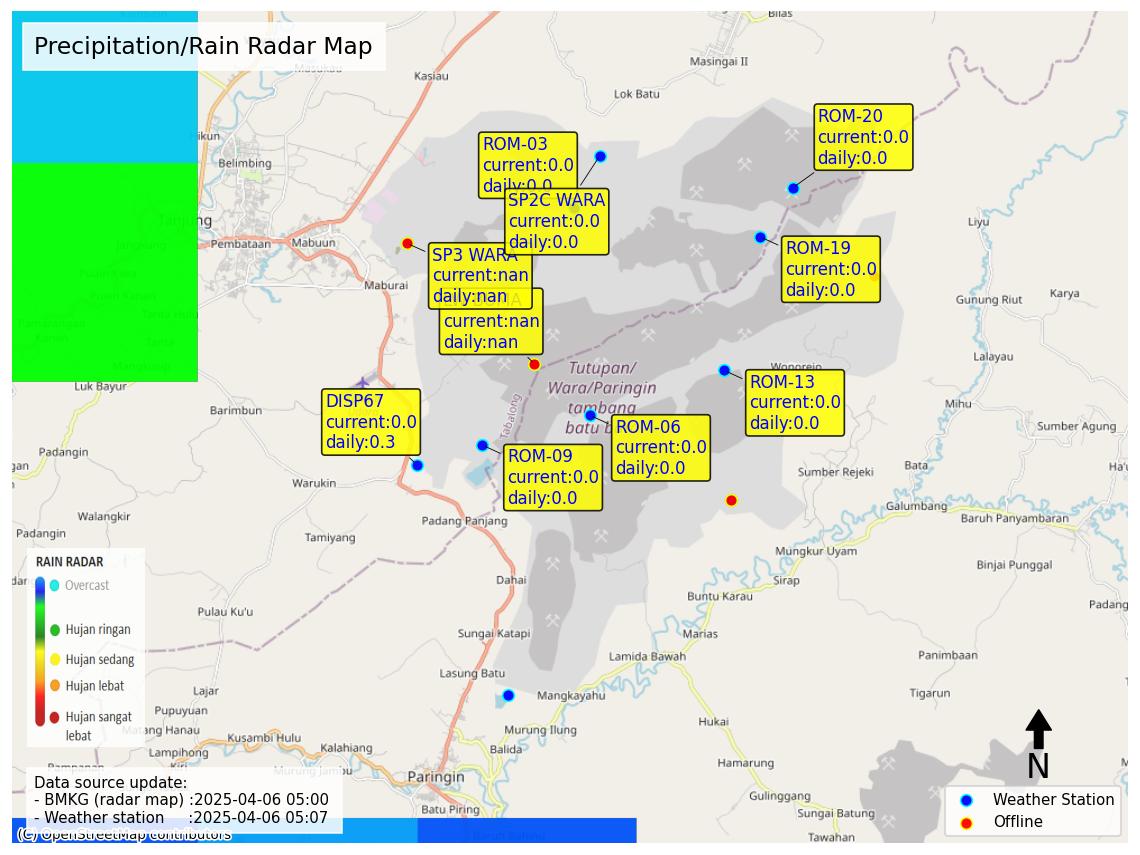 Precipitation/Rain Radar Map
Bilas
Masingai II
Kasiau
Lok Batu
Hikun
Belimbing
Tanjung
Pembataan
Mabuun
Maburai
ROM-03
current:0.0
daily:0.0
SP2C WARA
current:0.0
daily:0.0
ROM-20
current:0.0
daily:0.0
ROM-19
current:0.0
daily:0.0
SP3 WARA
current:nan
daily:nan
current:nan
daily:nan
Liyu
Gunung Riut
Karya
Lalayau
Mihu
Sumber Agung
Wonorejo
Luk Bayur
Barimbun
Tutupan/
Wara/Paringin
tambang
batu b
Tabalong
ROM-13
current:0.0
daily:0.0
DISP67
current:0.0
daily:0.3
ROM-06
current:0.0
daily:0.0
ROM-09
current:0.0
daily:0.0
Sumber Rejeki
Bata
Galumbang
Baruh Panyambaran
Warukin
Walangkir
Padangin
Padang Panjang
Tamiyang
Mungkur Uyam
Binjai Punggal
Sirap
Dahai
Buntu Karau
Padang
Pulau Ku'u
Sungai Katapi
Marias
Lamida Bawah
Panimbaan
Lasung Batu
Tigarun
Lajar
Mangkayahu
Pupuyuan
Matang Hanau
Murung Ilung
Hukai
Kusambi Hulu
Lampihong
Kalahiang
Balida
Hamarung
Murung Jambu
Paringin
Batu Piring
Gulinggang
Sungai Batung
Tawahan
RAIN RADAR
Overcast
Hujan ringan
Hujan sedang
Hujan lebat
Hujan sangat
lebat
Data source update:
- BMKG (radar map) :2025-04-06 05:00
- Weather station :2025-04-06 05:07
(C) OpenStreetMap contributors
N
Weather Station
Offline